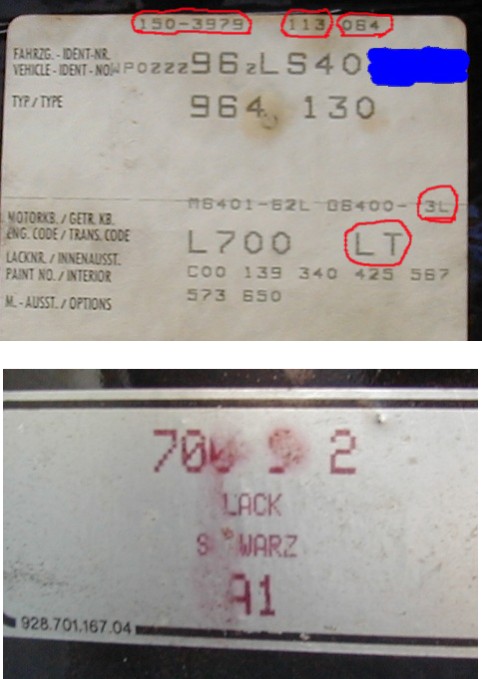 150-3979 113 064
FAHRZG. - IDENT-NR.
VEHICLE - IDENT - NO WP0ZZZ96ZLS40
TYP / TYPE 964 130
M6401-62L G6400- 3L
MOTORKB. / GETR. KB.
ENG. CODE / TRANS. CODE L700 LT
LACKNR. / INNENAUSST.
PAINT NO. / INTERIOR C00 139 340 425 567
M. - AUSST. / OPTIONS 573 650
700 2
LACK
S WARZ
A1
928.701.167.04